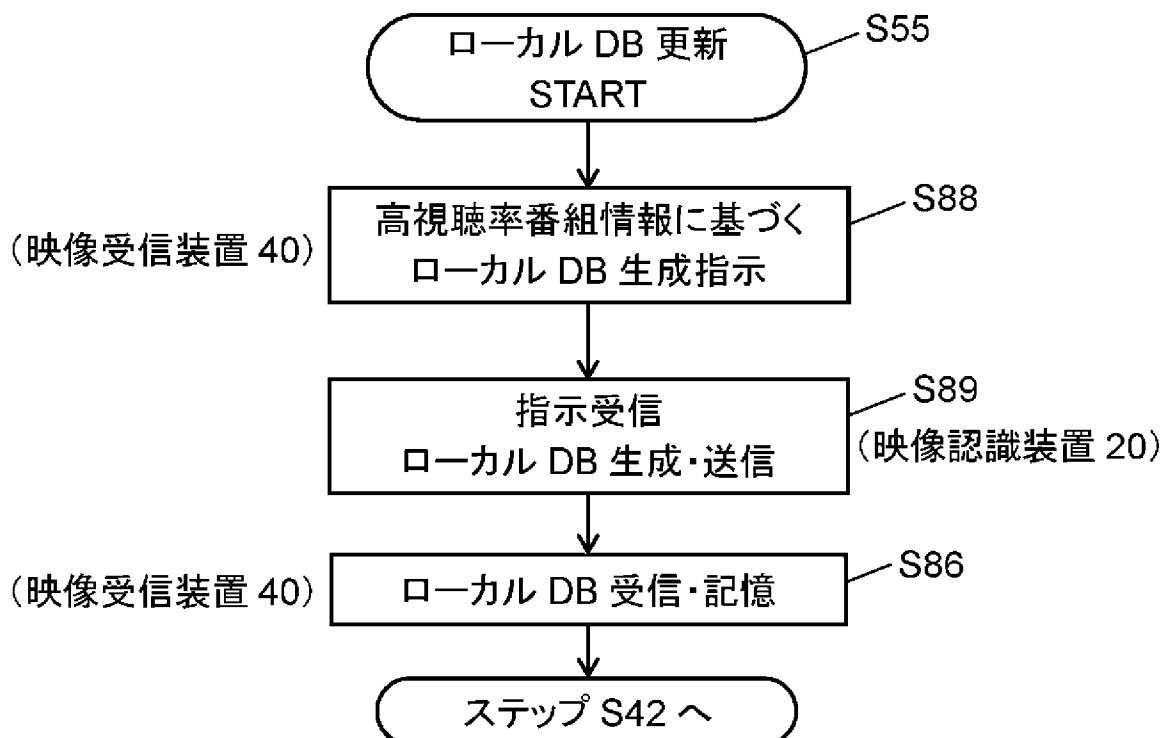 ローカル DB 更新
START
S55
高視聴率番組情報に基づく
ローカル DB 生成指示
S88
（映像受信装置 40）
指示受信
ローカル DB 生成・送信
S89
（映像認識装置 20）
ローカル DB 受信・記憶
S86
（映像受信装置 40）
ステップ S42 へ